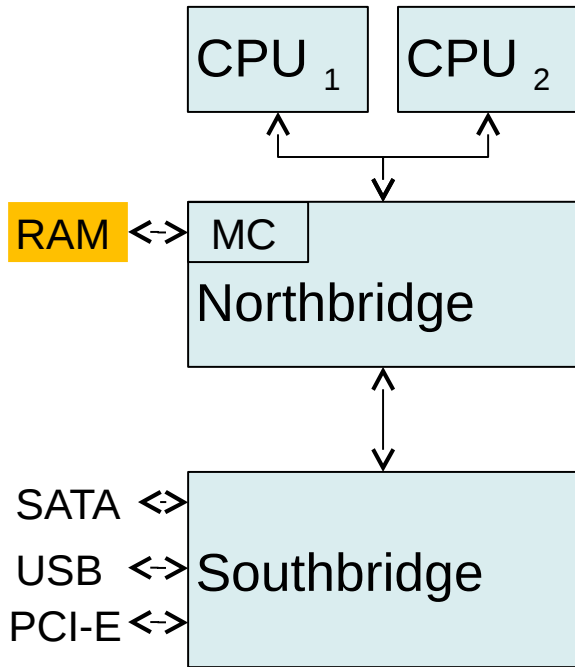 CPU 1
CPU 2
RAM
MC
Northbridge
SATA
USB
Southbridge
PCI-E